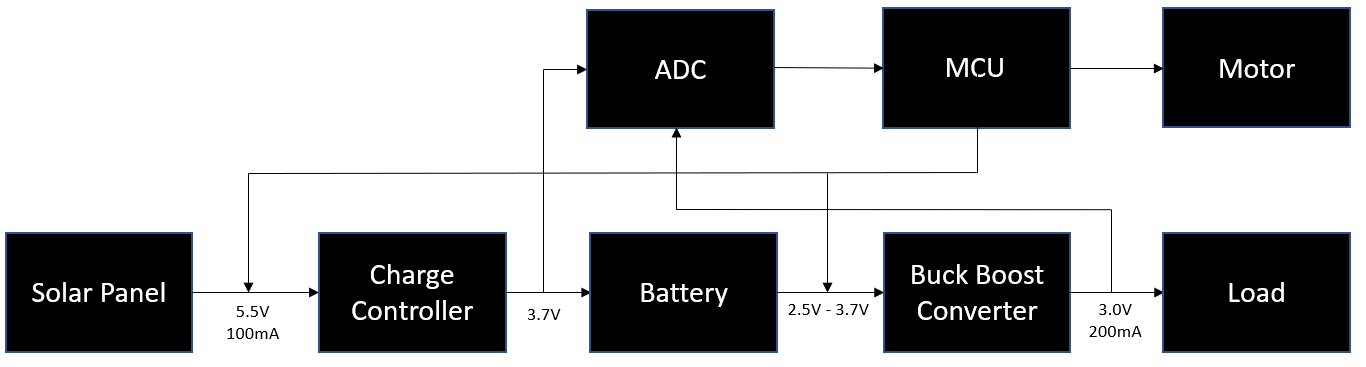 ADC
MCU
Motor
Solar Panel
5.5V
100mA
Charge
Controller
3.7V
Battery
2.5V - 3.7V
Buck Boost
Converter
3.0V
200mA
Load